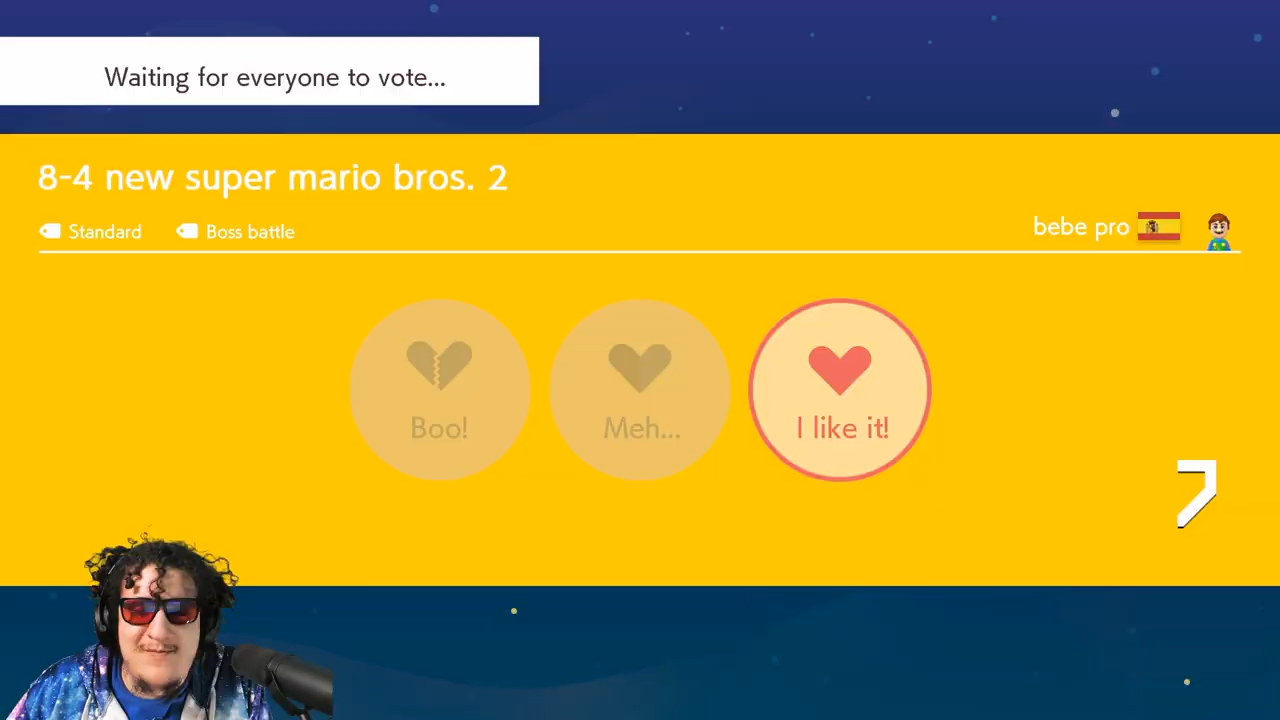 Waiting for everyone to vote...
8-4 new super mario bros. 2
Standard Boss battle
bebe pro
Boo! Meh... I like it!
7